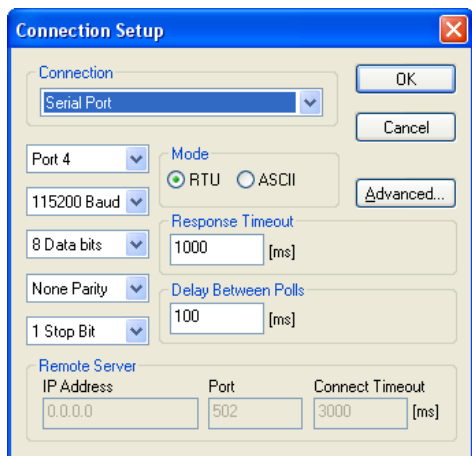 Connection Setup
Connection
OK
Serial Port
Cancel
Port 4
Mode
RTU ASCII
Advanced...
115200 Baud
Response Timeout
8 Data bits
1000 [ms]
None Parity
Delay Between Polls
100 [ms]
1 Stop Bit
Remote Server
IP Address Port Connect Timeout
0.0.0.0 502 3000 [ms]